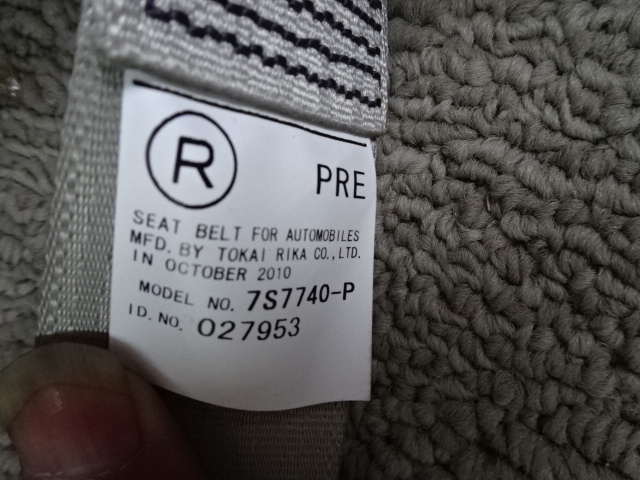 R
PRE
SEAT BELT FOR AUTOMOBILES
MFD. BY TOKAI RIKA CO., LTD.
IN OCTOBER 2010
MODEL NO. 7S7740-P
ID. NO. 027953